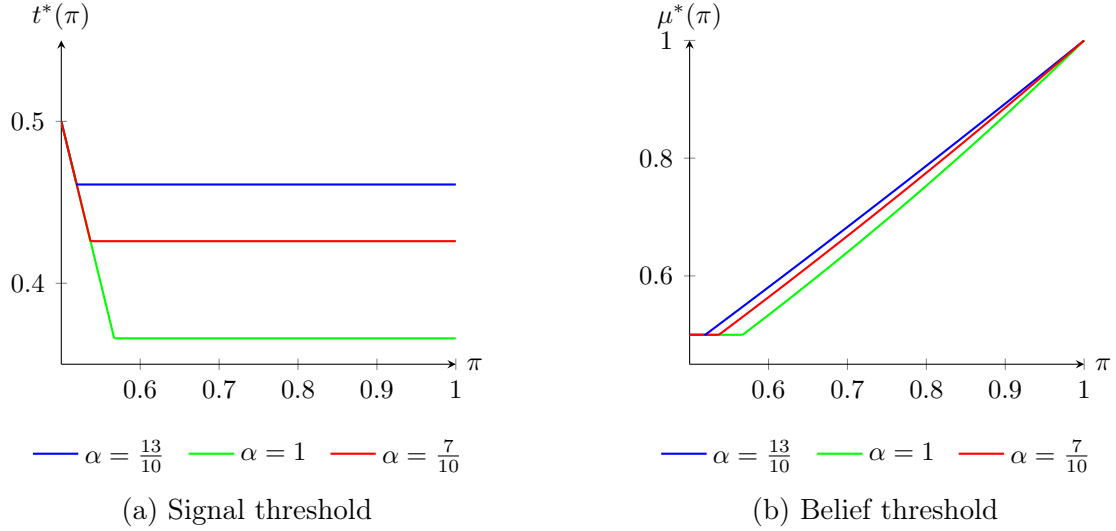 t*(π)
0.5
0.4
0.6 0.7 0.8 0.9 1
π
α = 13/10 α = 1 α = 7/10
(a) Signal threshold
μ*(π)
1
0.8
0.6
0.6 0.7 0.8 0.9 1
π
α = 13/10 α = 1 α = 7/10
(b) Belief threshold